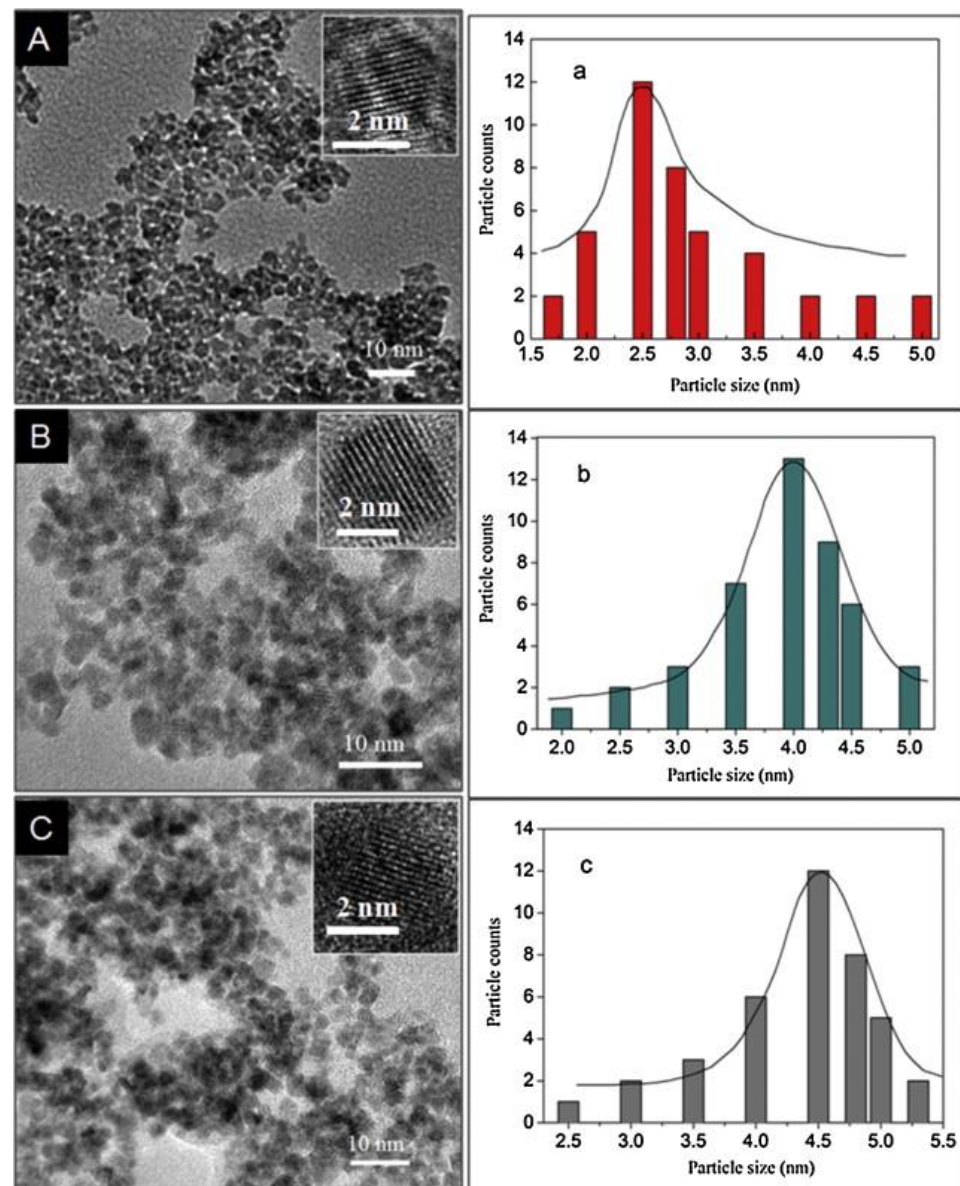 A
2 nm
10 nm
a
Particle counts
14
12
10
8
6
4
2
0
1.5 2.0 2.5 3.0 3.5 4.0 4.5 5.0
Particle size (nm)
B
2 nm
10 nm
b
Particle counts
14
12
10
8
6
4
2
0
2.0 2.5 3.0 3.5 4.0 4.5 5.0
Particle size (nm)
C
2 nm
10 nm
c
Particle counts
14
12
10
8
6
4
2
0
2.5 3.0 3.5 4.0 4.5 5.0 5.5
Particle size (nm)